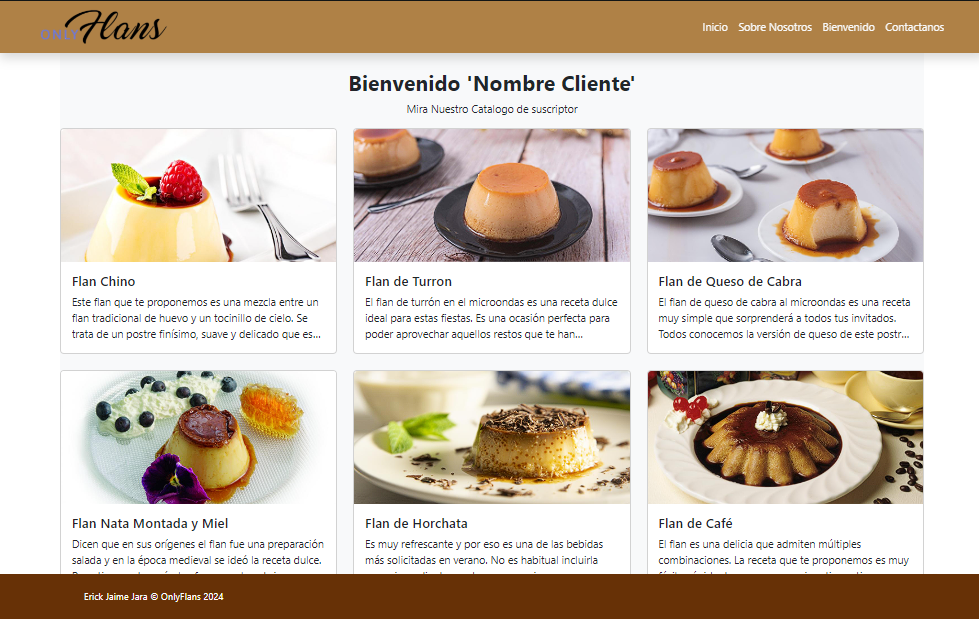 ONLY Flans
Inicio Sobre Nosotros Bienvenido Contactanos
Bienvenido 'Nombre Cliente'
Mira Nuestro Catalogo de suscriptor
Flan Chino
Este flan que te proponemos es una mezcla entre un
flan tradicional de huevo y un tocinillo de cielo. Se
trata de un postre finísimo, suave y delicado que es...
Flan de Turron
El flan de turrón en el microondas es una receta dulce
ideal para estas fiestas. Es una ocasión perfecta para
poder aprovechar aquellos restos que te han...
Flan de Queso de Cabra
El flan de queso de cabra al microondas es una receta
muy simple que sorprenderá a todos tus invitados.
Todos conocemos la versión de queso de este postr...
Flan Nata Montada y Miel
Dicen que en sus orígenes el flan fue una preparación
salada y en la época medieval se ideó la receta dulce.
Flan de Horchata
Es muy refrescante y por eso es una de las bebidas
más solicitadas en verano. No es habitual incluirla
Flan de Café
El flan es una delicia que admiten múltiples
combinaciones. La receta que te proponemos es muy
Erick Jaime Jara © OnlyFlans 2024